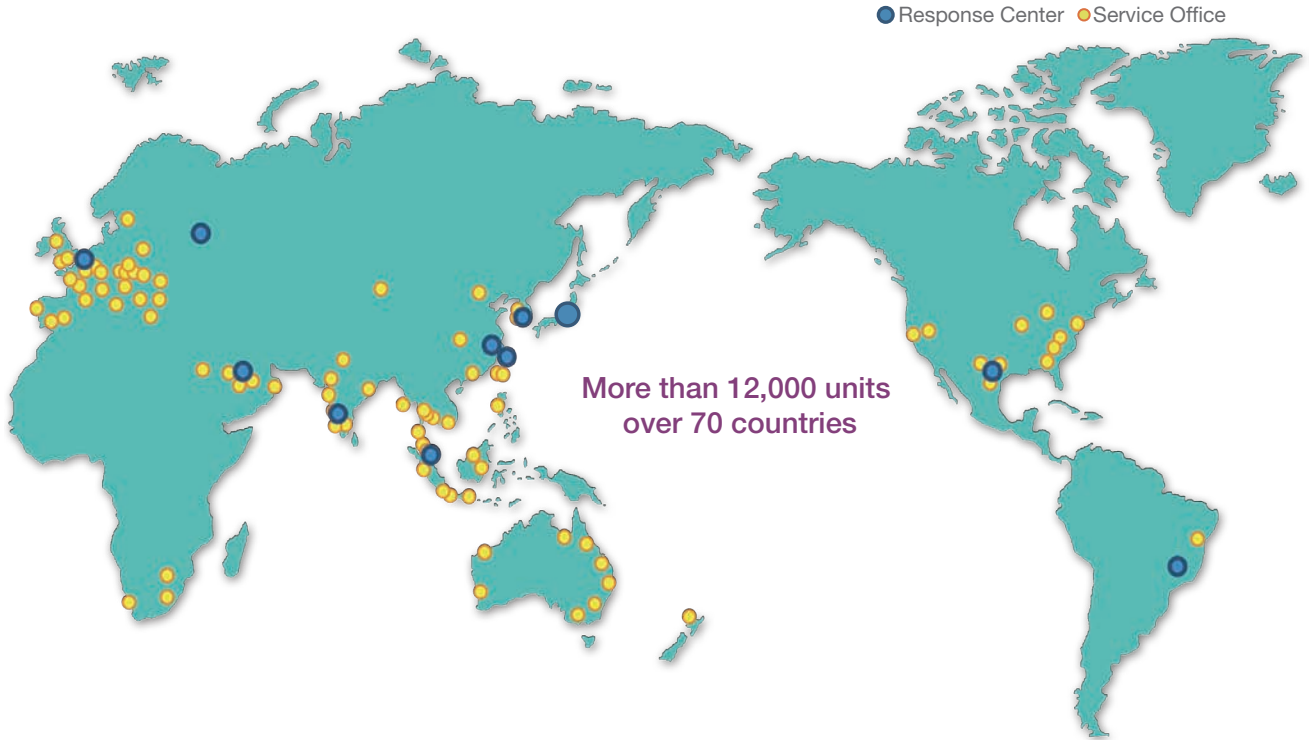 Response Center Service Office
More than 12,000 units
over 70 countries